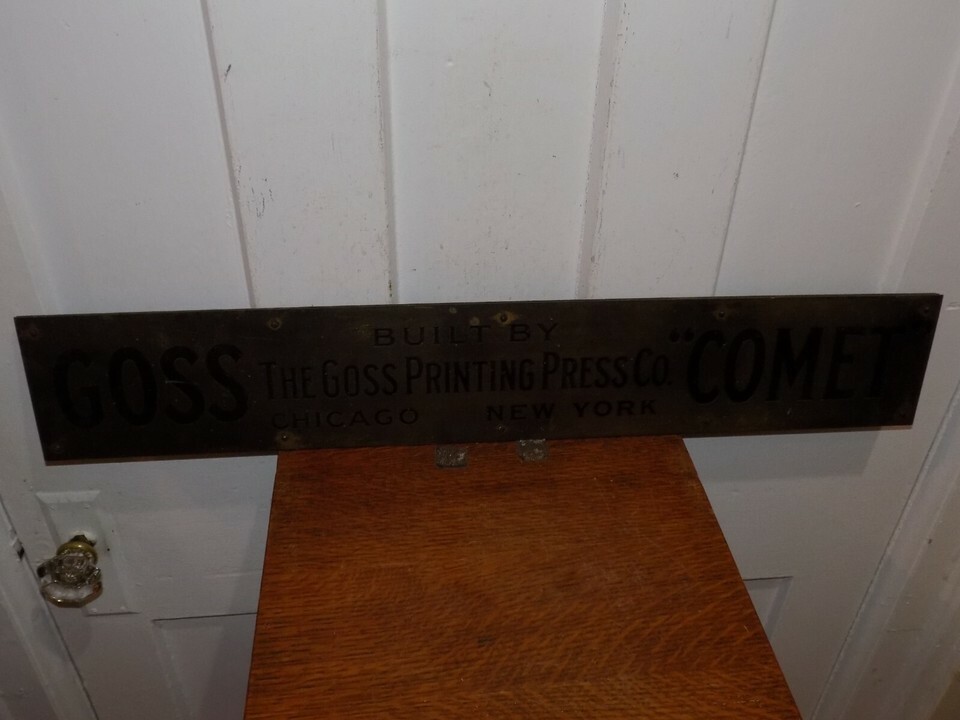 GOSS
BUILT BY
THE GOSS PRINTING PRESS CO.
CHICAGO NEW YORK
"COMET"